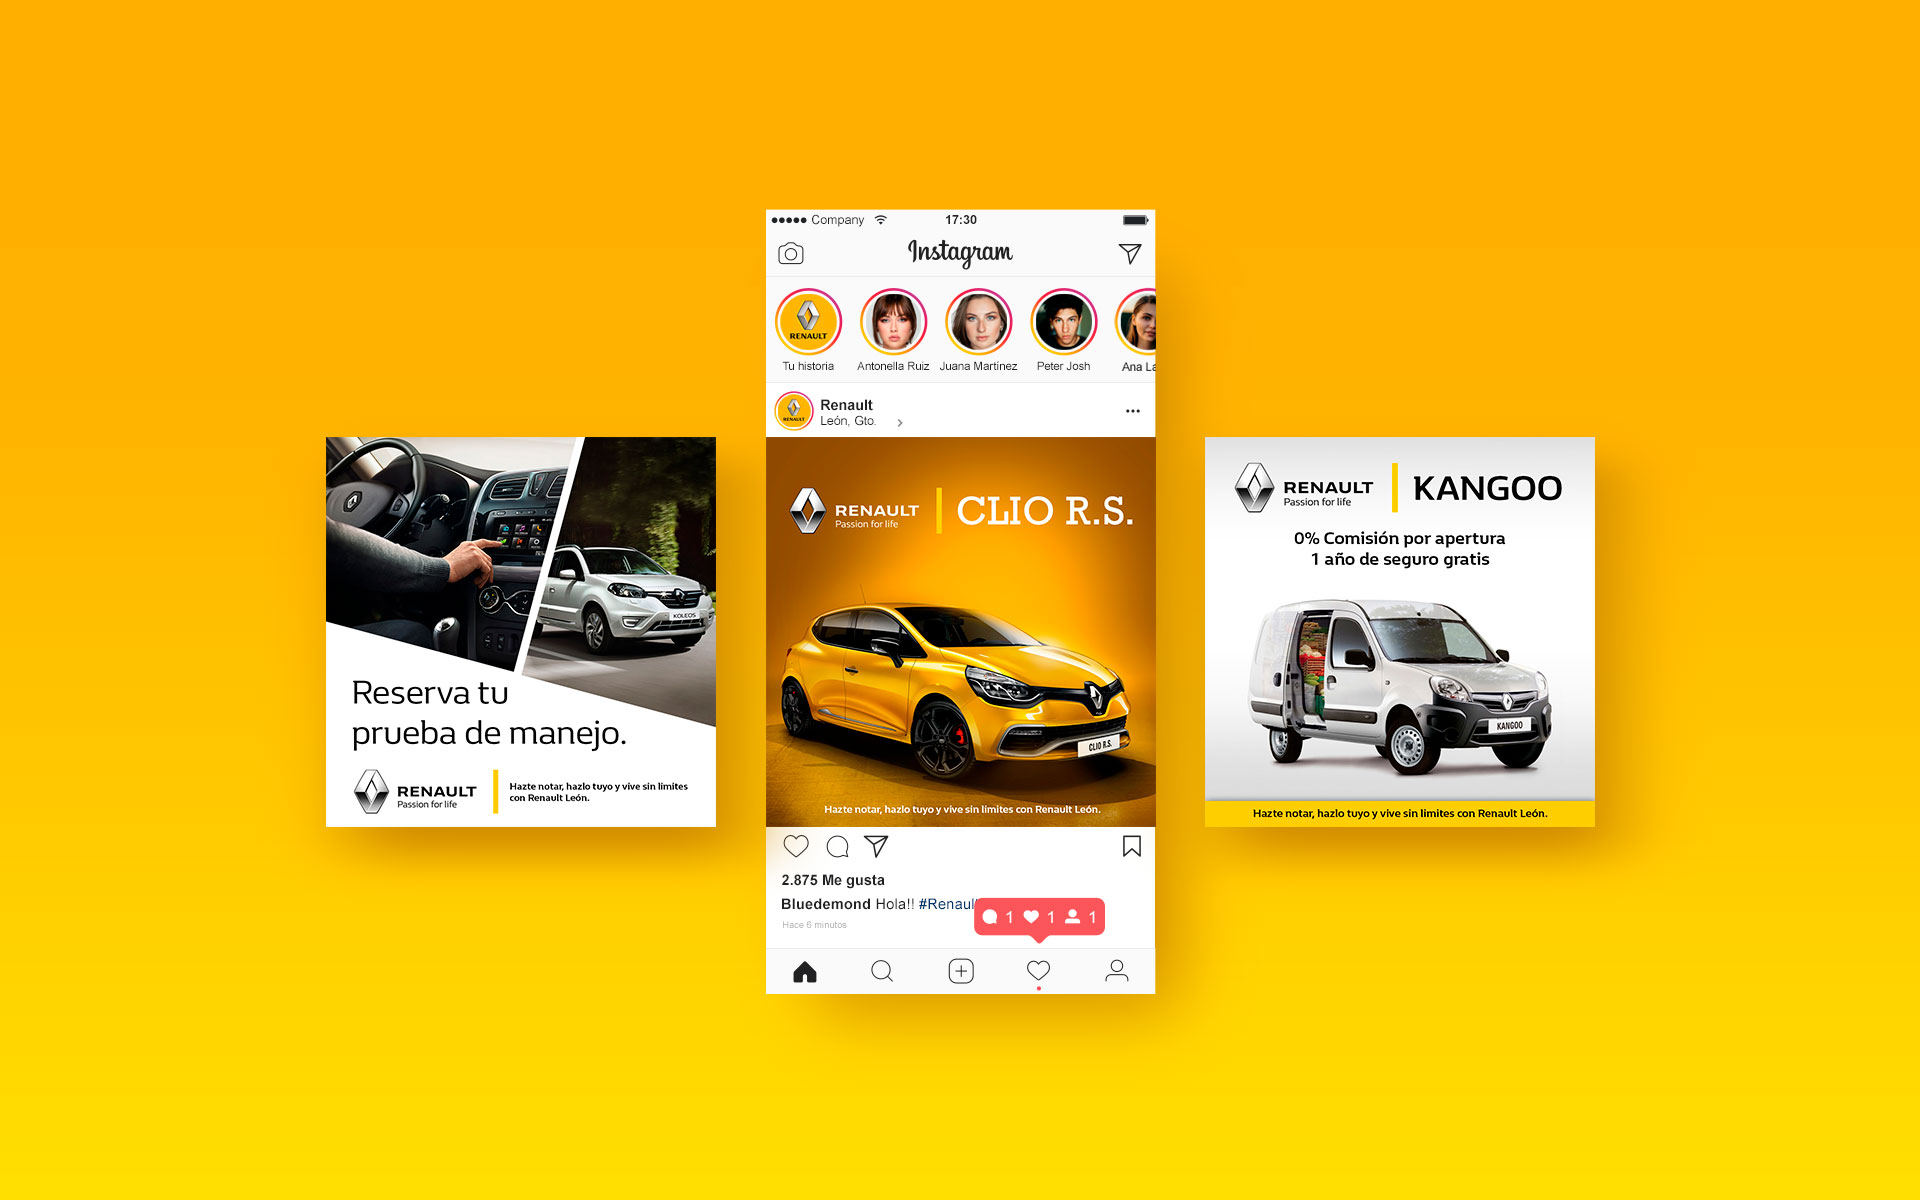 Company
17:30
Instagram
RENAULT
Tu historia
Antonella Ruiz
Juana Martínez
Peter Josh
Ana La
RENAULT
Renault
León, Gto.
KOLEOS
Reserva tu
prueba de manejo.
RENAULT
Passion for life
Hazte notar, hazlo tuyo y vive sin limites
con Renault León.
RENAULT
Passion for life
CLIO R.S.
CLIO R.S.
Hazte notar, hazlo tuyo y vive sin limites con Renault León.
2.875 Me gusta
Bluedemond Hola!! #Renaul
1 1 1
Hace 6 minutos
RENAULT
Passion for life
KANGOO
0% Comisión por apertura
1 año de seguro gratis
KANGOO
Hazte notar, hazlo tuyo y vive sin limites con Renault León.